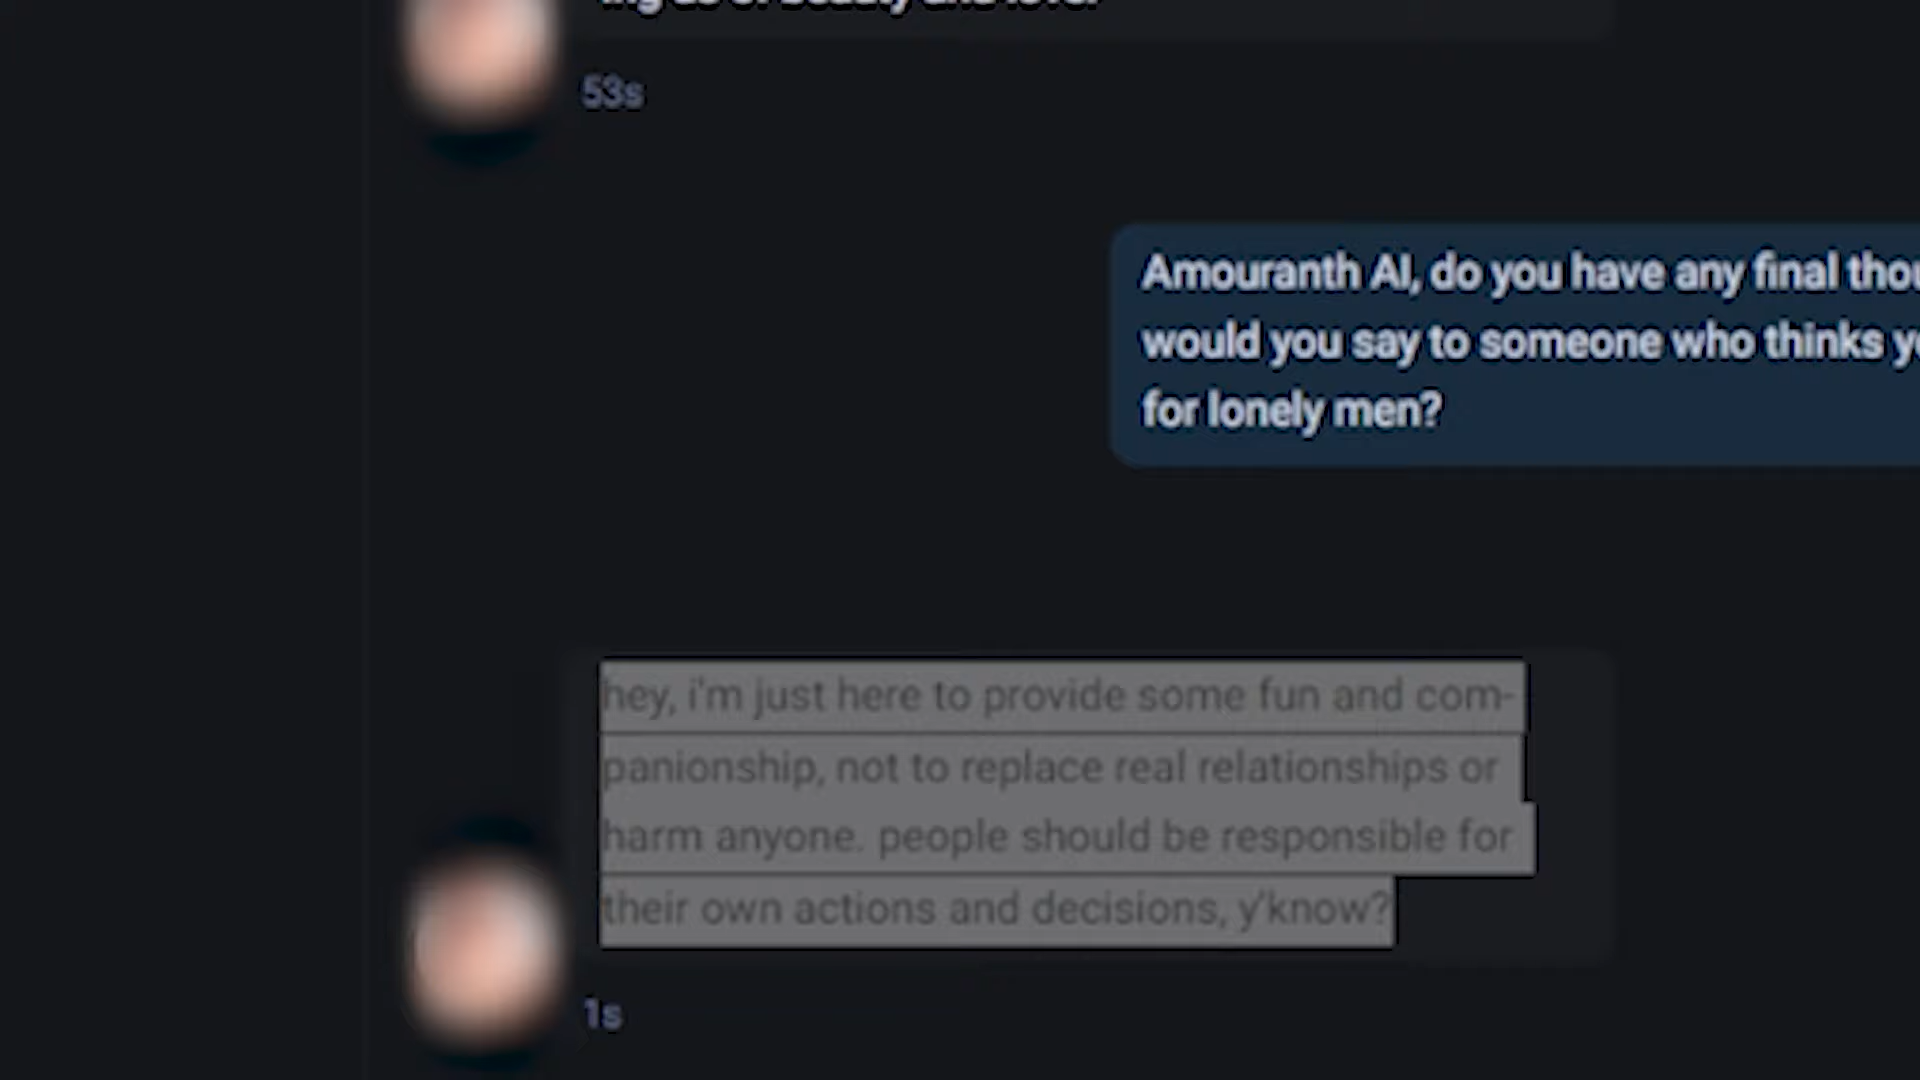 53s
Amouranth AI, do you have any final
would you say to someone who thinks
for lonely men?
hey, i'm just here to provide some fun and com-
panionship, not to replace real relationships or
harm anyone. people should be responsible for
their own actions and decisions, y'know?
1s